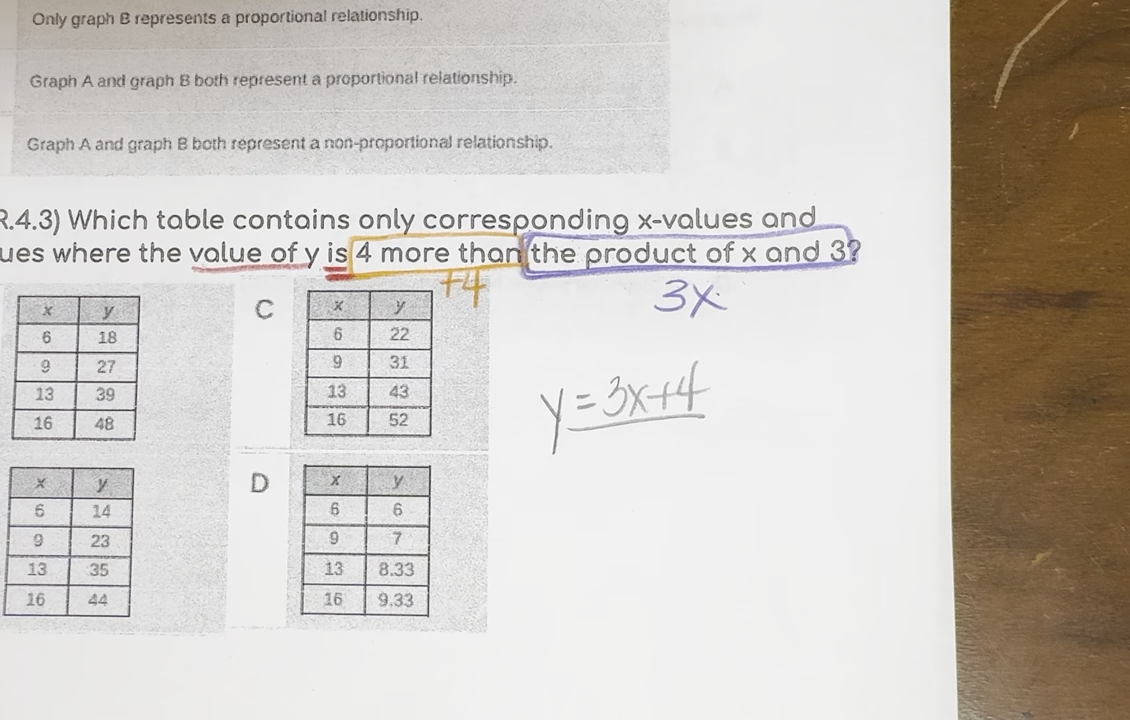 Only graph B represents a proportional relationship.
Graph A and graph B both represent a proportional relationship.
Graph A and graph B both represent a non-proportional relationship.
R.4.3) Which table contains only corresponding x-values and
ues where the value of y is 4 more than the product of x and 3?
+4
3x
x y
6 18
9 27
13 39
16 48
C
x y
6 22
9 31
13 43
16 52
y = 3x+4
x y
6 14
9 23
13 35
16 44
D
x y
6 6
9 7
13 8.33
16 9.33